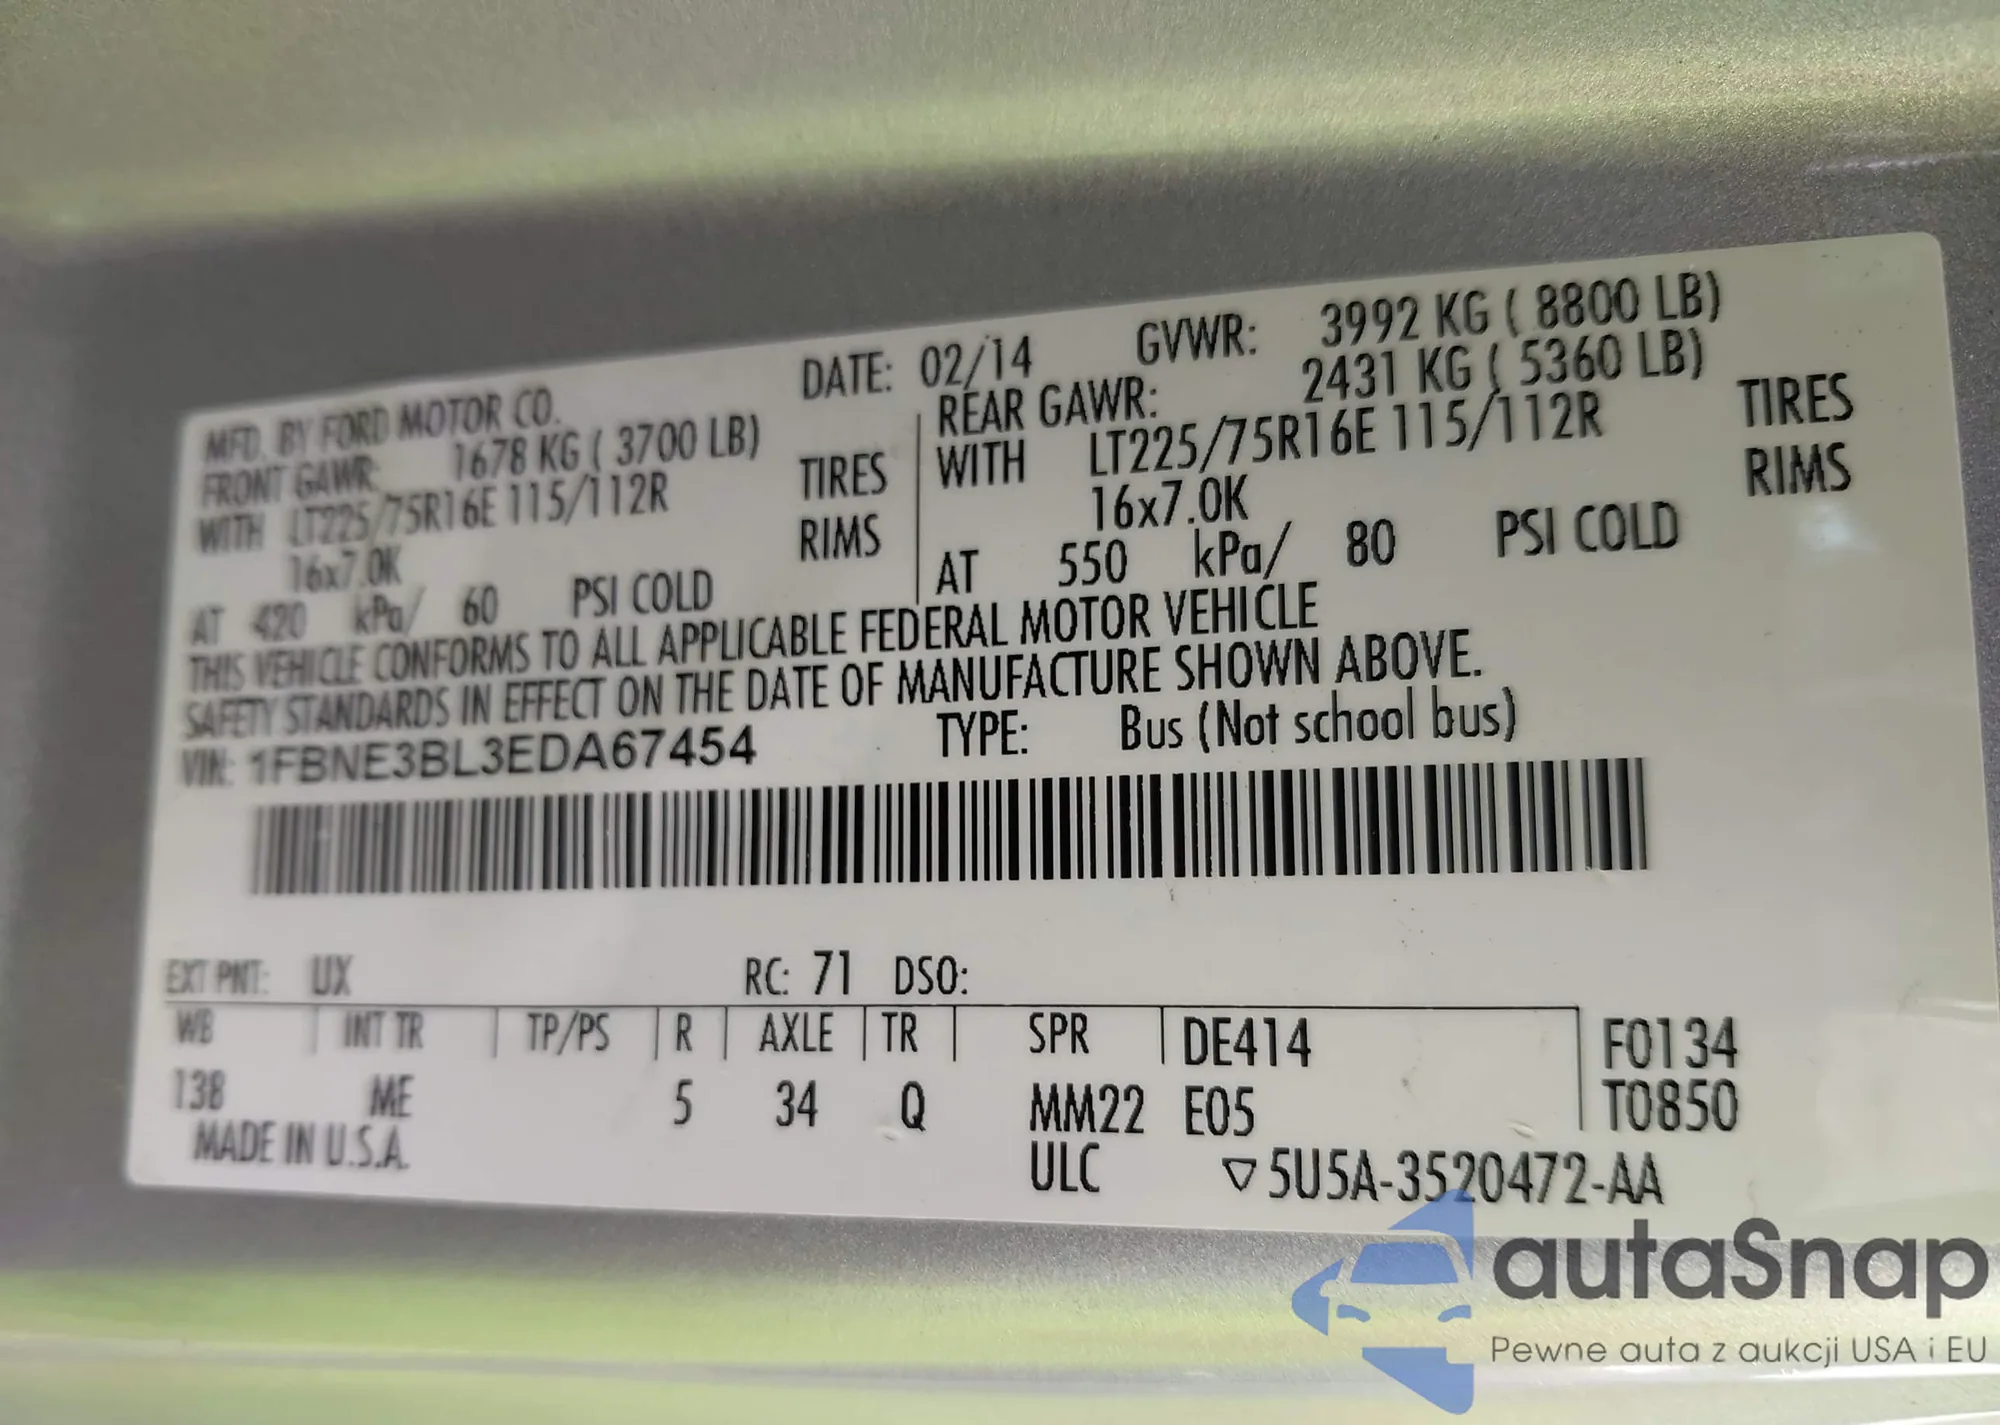 MFD. BY FORD MOTOR CO. DATE: 02/14 GVWR: 3992 KG ( 8800 LB)
FRONT GAWR: 1678 KG ( 3700 LB)
WITH LT225/75R16E 115/112R TIRES
16x7.0K RIMS
AT 420 kPa/ 60 PSI COLD
REAR GAWR: 2431 KG ( 5360 LB)
WITH LT225/75R16E 115/112R TIRES
16x7.0K RIMS
AT 550 kPa/ 80 PSI COLD
THIS VEHICLE CONFORMS TO ALL APPLICABLE FEDERAL MOTOR VEHICLE
SAFETY STANDARDS IN EFFECT ON THE DATE OF MANUFACTURE SHOWN ABOVE.
VIN: 1FBNE3BL3EDA67454 TYPE: Bus (Not school bus)
EXT PNT: UX RC: 71 DSO:
WB INT TR TP/PS R AXLE TR SPR DE414 F0134
138 ME 5 34 Q MM22 E05 T0850
MADE IN U.S.A. ULC ▽5U5A-3520472-AA
autaSnap
Pewne auta z aukcji USA i EU